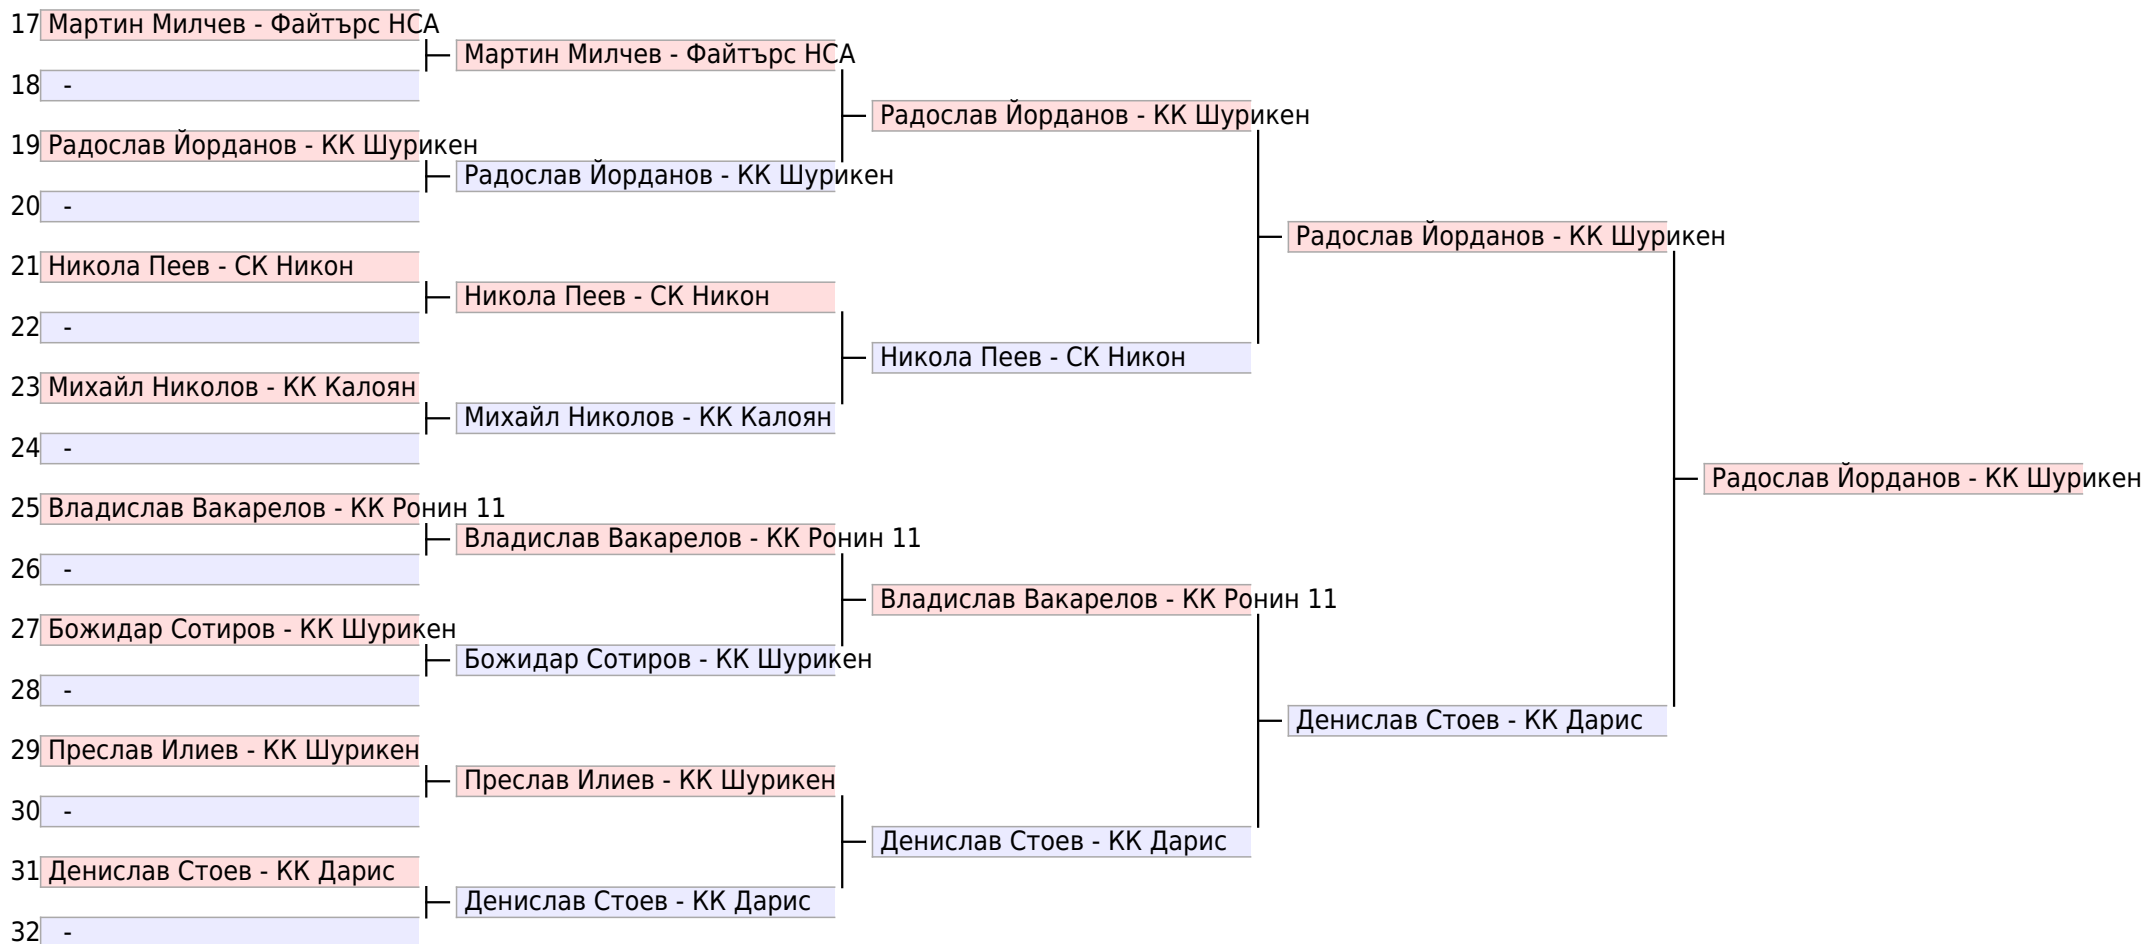 17 Мартин Милчев - Файтърс НСА
Мартин Милчев - Файтърс НСА
18 -
Радослав Йорданов - КК Шурикен
19 Радослав Йорданов - КК Шурикен
Радослав Йорданов - КК Шурикен
20 -
Радослав Йорданов - КК Шурикен
21 Никола Пеев - СК Никон
Никола Пеев - СК Никон
22 -
Никола Пеев - СК Никон
23 Михайл Николов - КК Калоян
Михайл Николов - КК Калоян
24 -
Радослав Йорданов - КК Шурикен
25 Владислав Вакарелов - КК Ронин 11
Владислав Вакарелов - КК Ронин 11
26 -
Владислав Вакарелов - КК Ронин 11
27 Божидар Сотиров - КК Шурикен
Божидар Сотиров - КК Шурикен
28 -
Денислав Стоев - КК Дарис
29 Преслав Илиев - КК Шурикен
Преслав Илиев - КК Шурикен
30 -
Денислав Стоев - КК Дарис
31 Денислав Стоев - КК Дарис
Денислав Стоев - КК Дарис
32 -